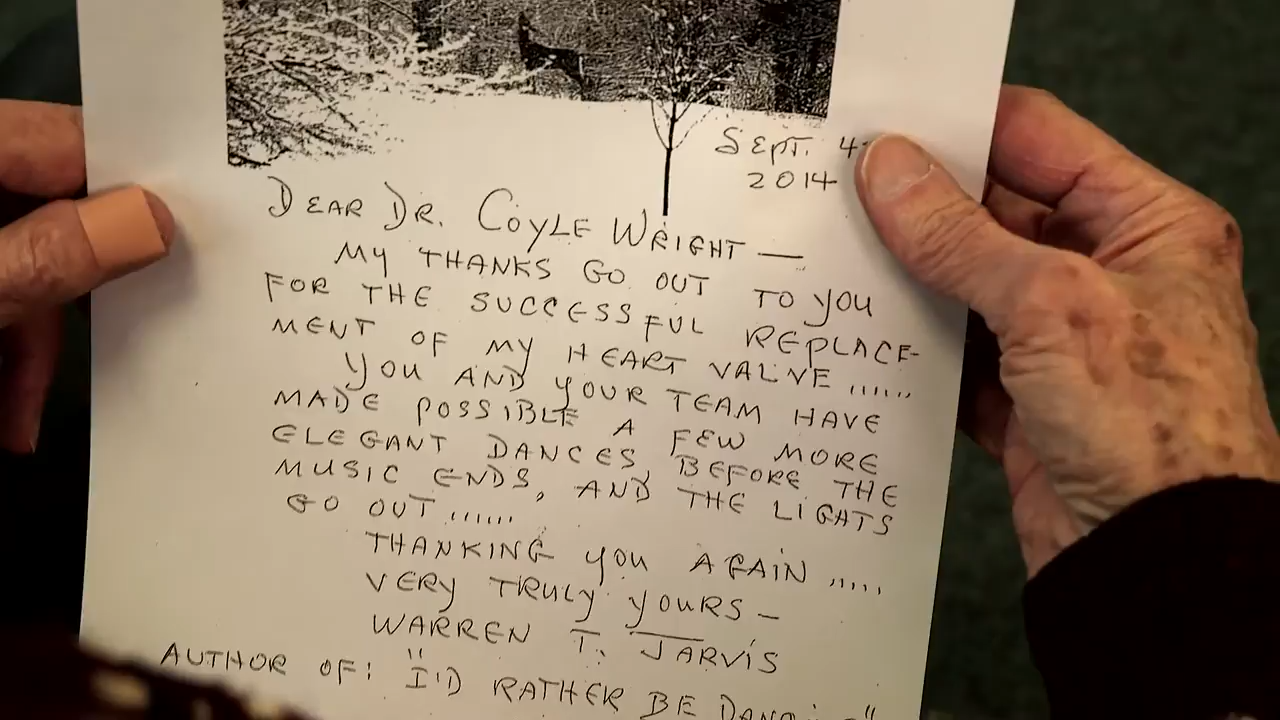 SEPT. 4
2014
DEAR DR. COYLE WRIGHT —
MY THANKS GO OUT TO YOU
FOR THE SUCCESSFUL REPLACE-
MENT OF MY HEART VALVE ......
YOU AND YOUR TEAM HAVE
MADE POSSIBLE A FEW MORE
ELEGANT DANCES, BEFORE THE
MUSIC ENDS, AND THE LIGHTS
GO OUT ......
THANKING YOU AGAIN .....
VERY TRULY YOURS -
WARREN T. JARVIS
AUTHOR OF: "I'D RATHER BE